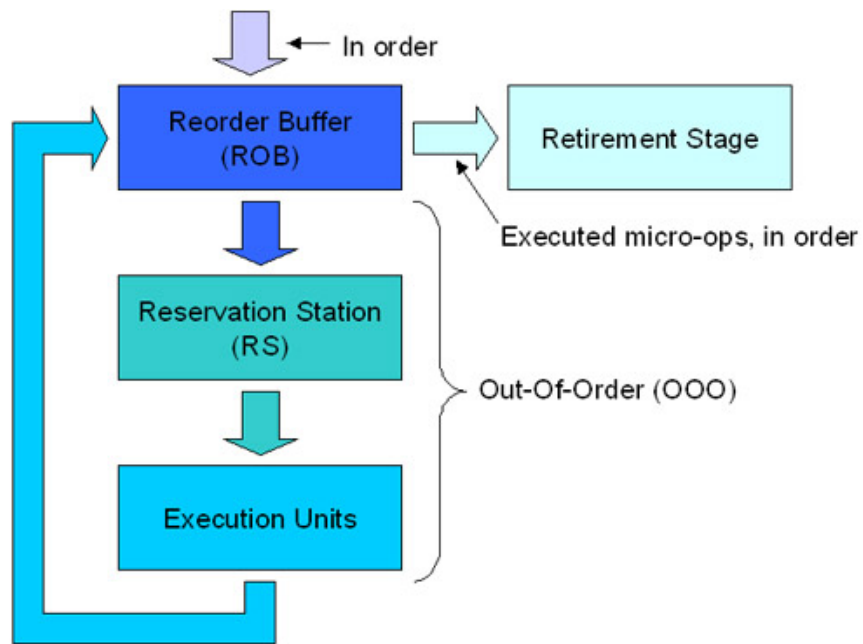 In order
Reorder Buffer
(ROB)
Retirement Stage
Executed micro-ops, in order
Reservation Station
(RS)
Out-Of-Order (OOO)
Execution Units